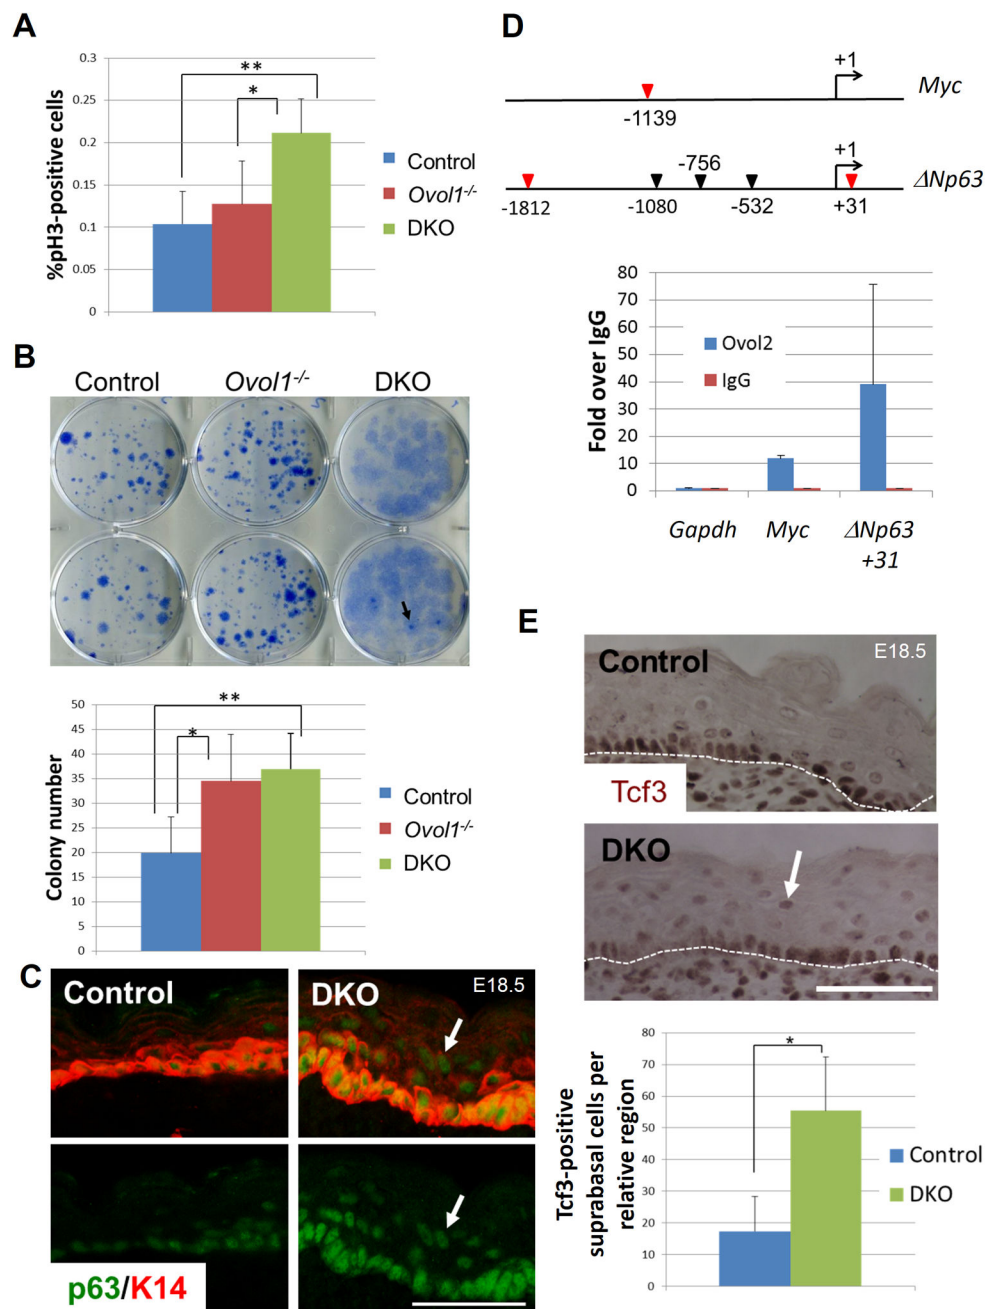 A
0.3
0.25
0.2
0.15
0.1
0.05
0
%pH3-positive cells
**
*
Control
Ovol1-/-
DKO
B
Control Ovol1-/- DKO
50
45
40
35
30
25
20
15
10
5
0
Colony number
**
*
Control
Ovol1-/-
DKO
C
Control
DKO
E18.5
p63/K14
D
+1
Myc
-1139
-756
+1
ΔNp63
-1812
-1080
-532
+31
80
70
60
50
40
30
20
10
0
Fold over IgG
Ovol2
IgG
Gapdh Myc ΔNp63
+31
E
Control
E18.5
Tcf3
DKO
80
70
60
50
40
30
20
10
0
Tcf3-positive
suprabasal cells per
relative region
*
Control
DKO